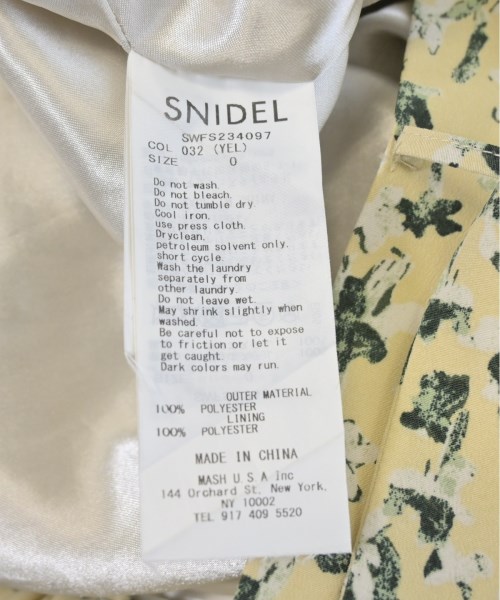 SNIDEL
SWFS234097
COL 032 (YEL)
SIZE 0
Do not wash.
Do not bleach.
Do not tumble dry.
Cool iron.
use press cloth.
Dryclean.
petroleum solvent only.
short cycle.
Wash the laundry
separately from
other laundry.
Do not leave wet.
May shrink slightly when
washed.
Be careful not to expose
to friction or let it
get caught.
Dark colors may run.
OUTER MATERIAL
100% POLYESTER
LINING
100% POLYESTER
MADE IN CHINA
MASH U S A Inc
144 Orchard St. New York,
NY 10002
TEL 917 409 5520